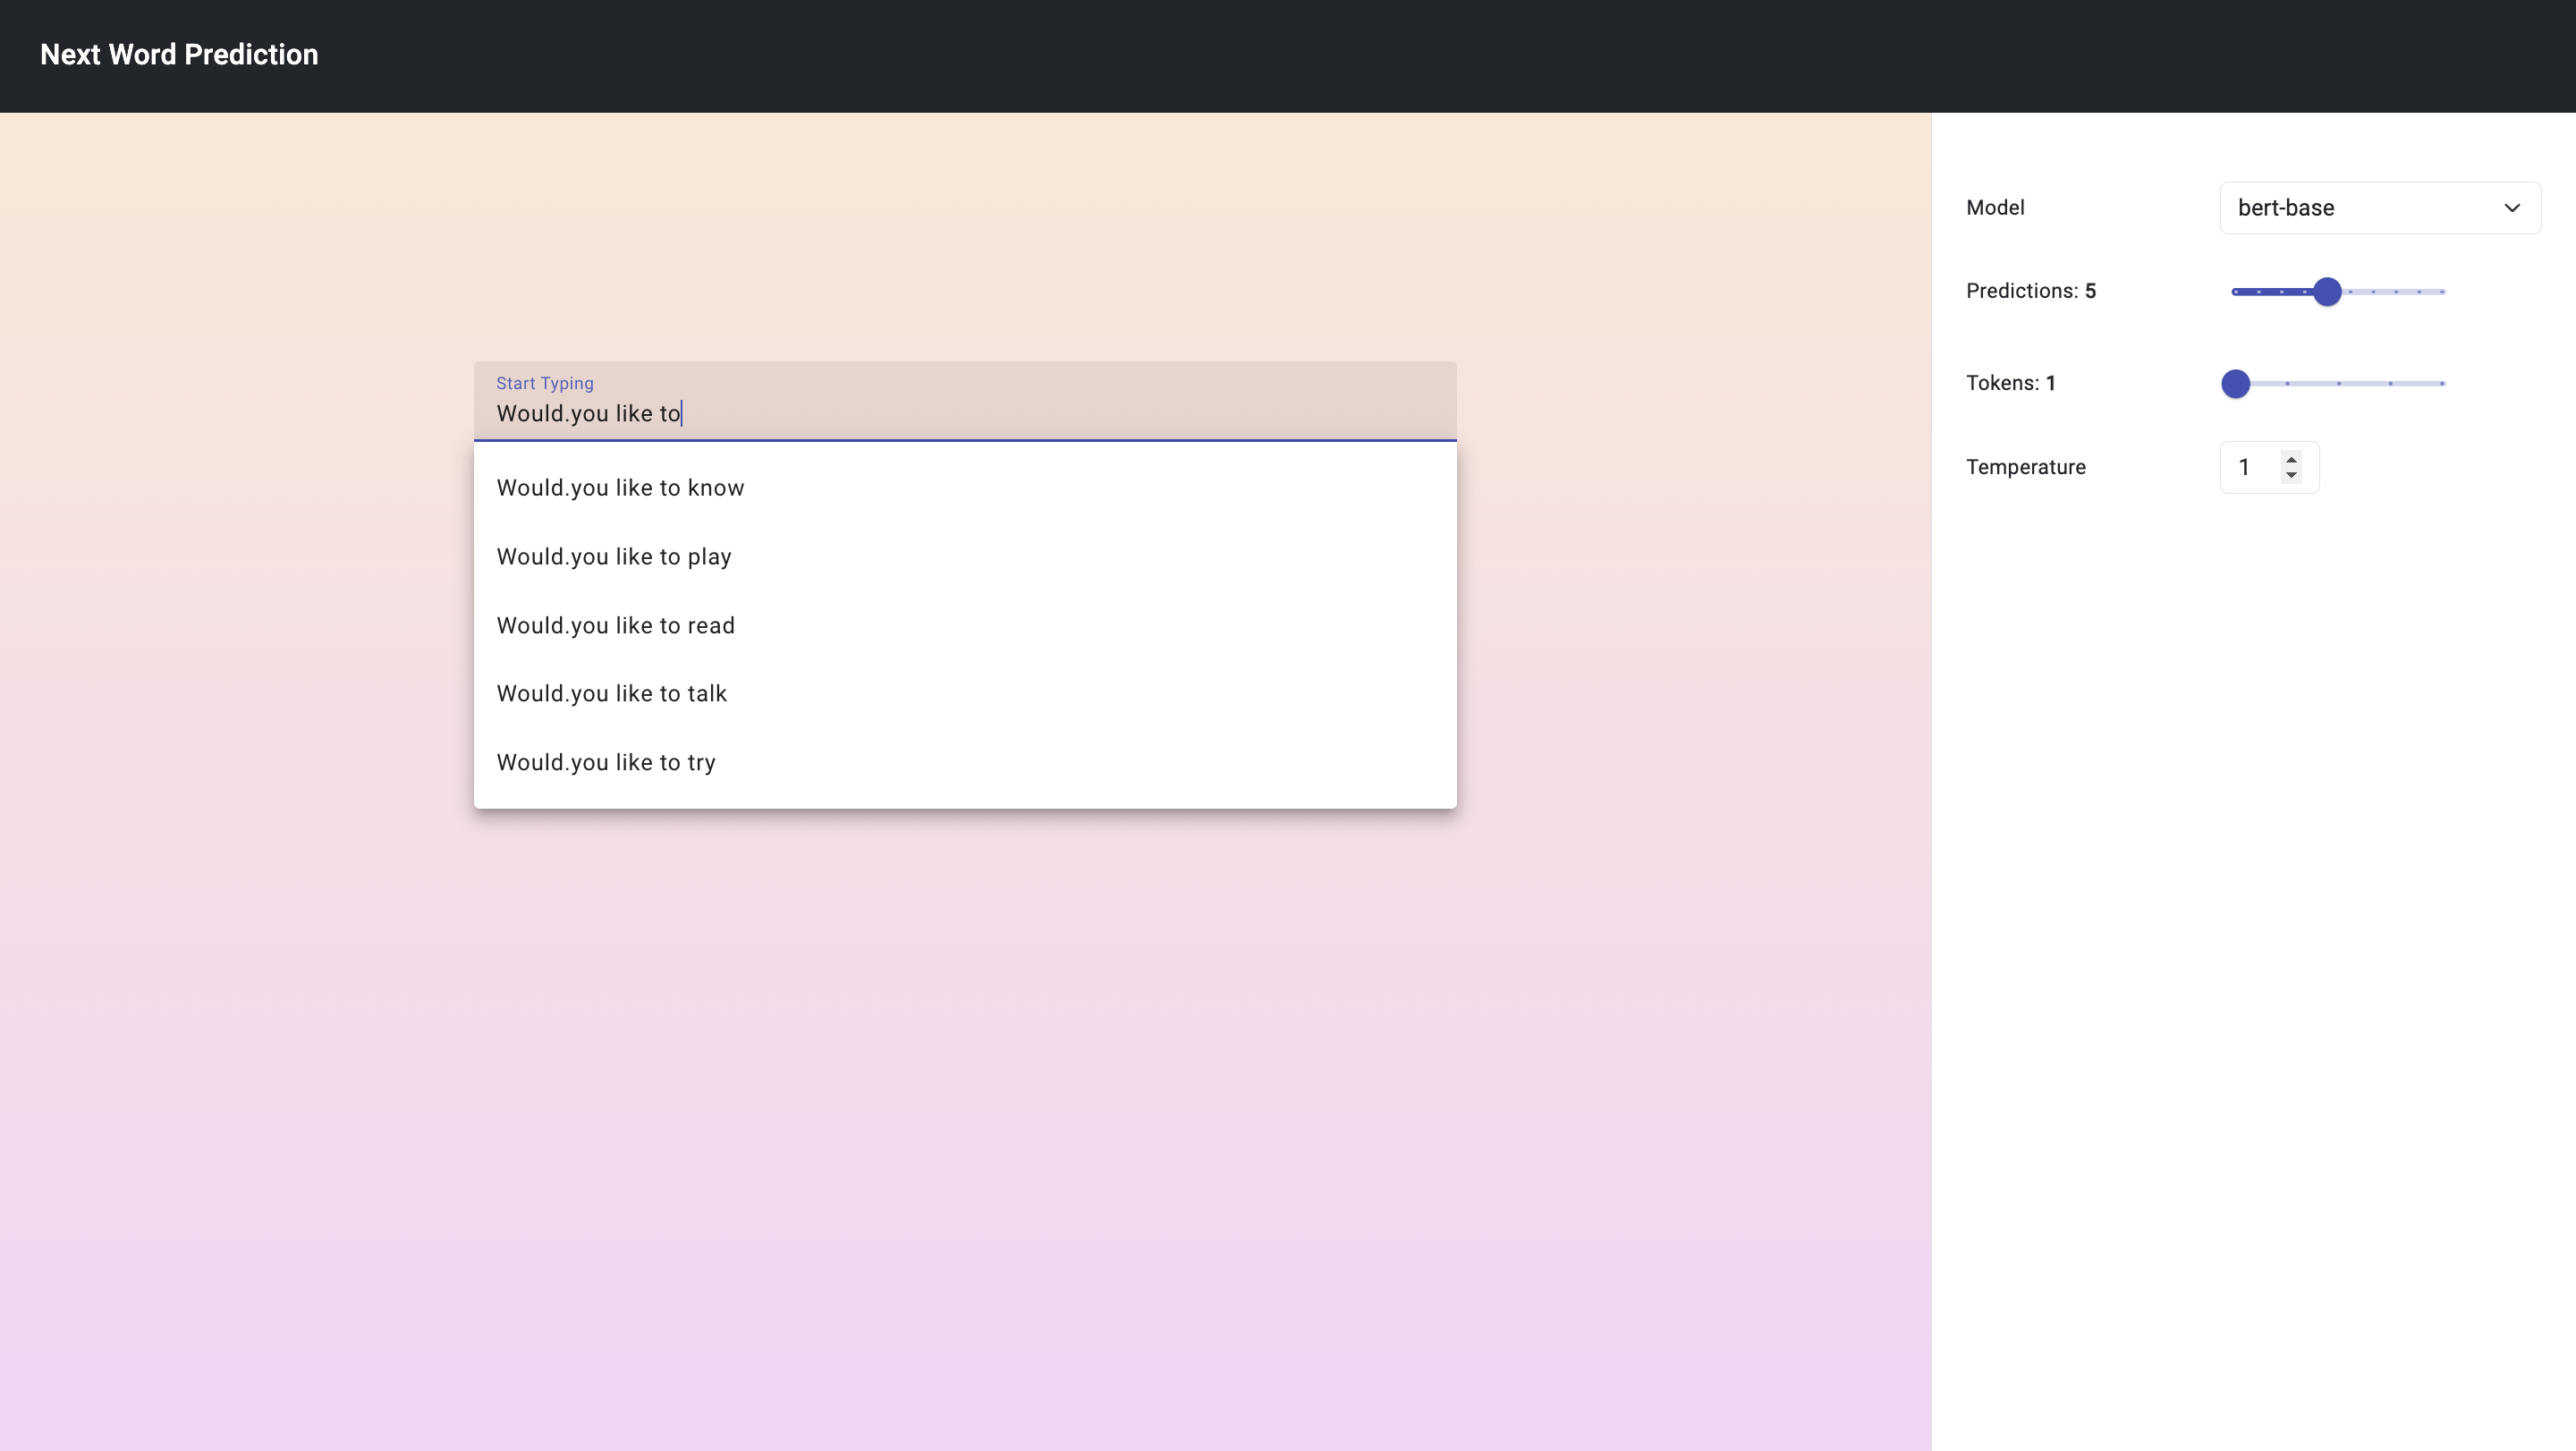 Next Word Prediction
Start Typing
Would.you like to
Would.you like to know
Would.you like to play
Would.you like to read
Would.you like to talk
Would.you like to try
Model
bert-base
Predictions: 5
Tokens: 1
Temperature
1